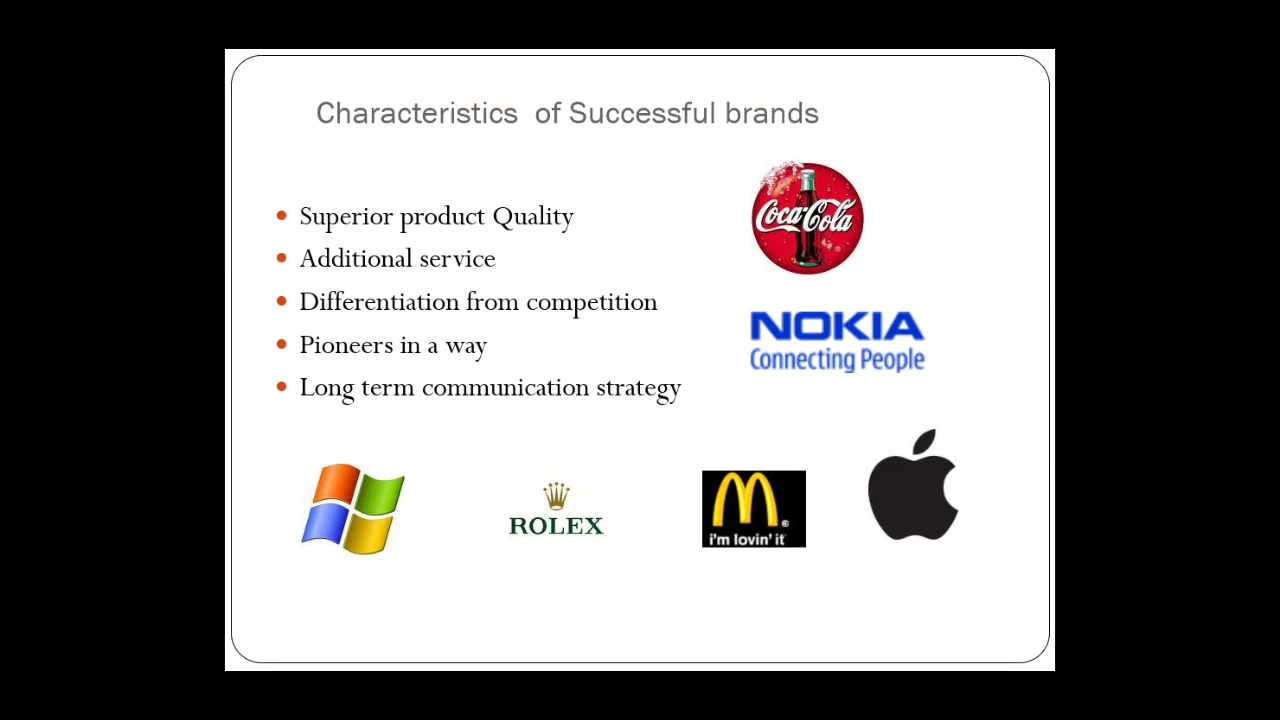 Characteristics of Successful brands
Superior product Quality
Additional service
Differentiation from competition
Pioneers in a way
Long term communication strategy
Coca-Cola
NOKIA
Connecting People
ROLEX
i'm lovin' it